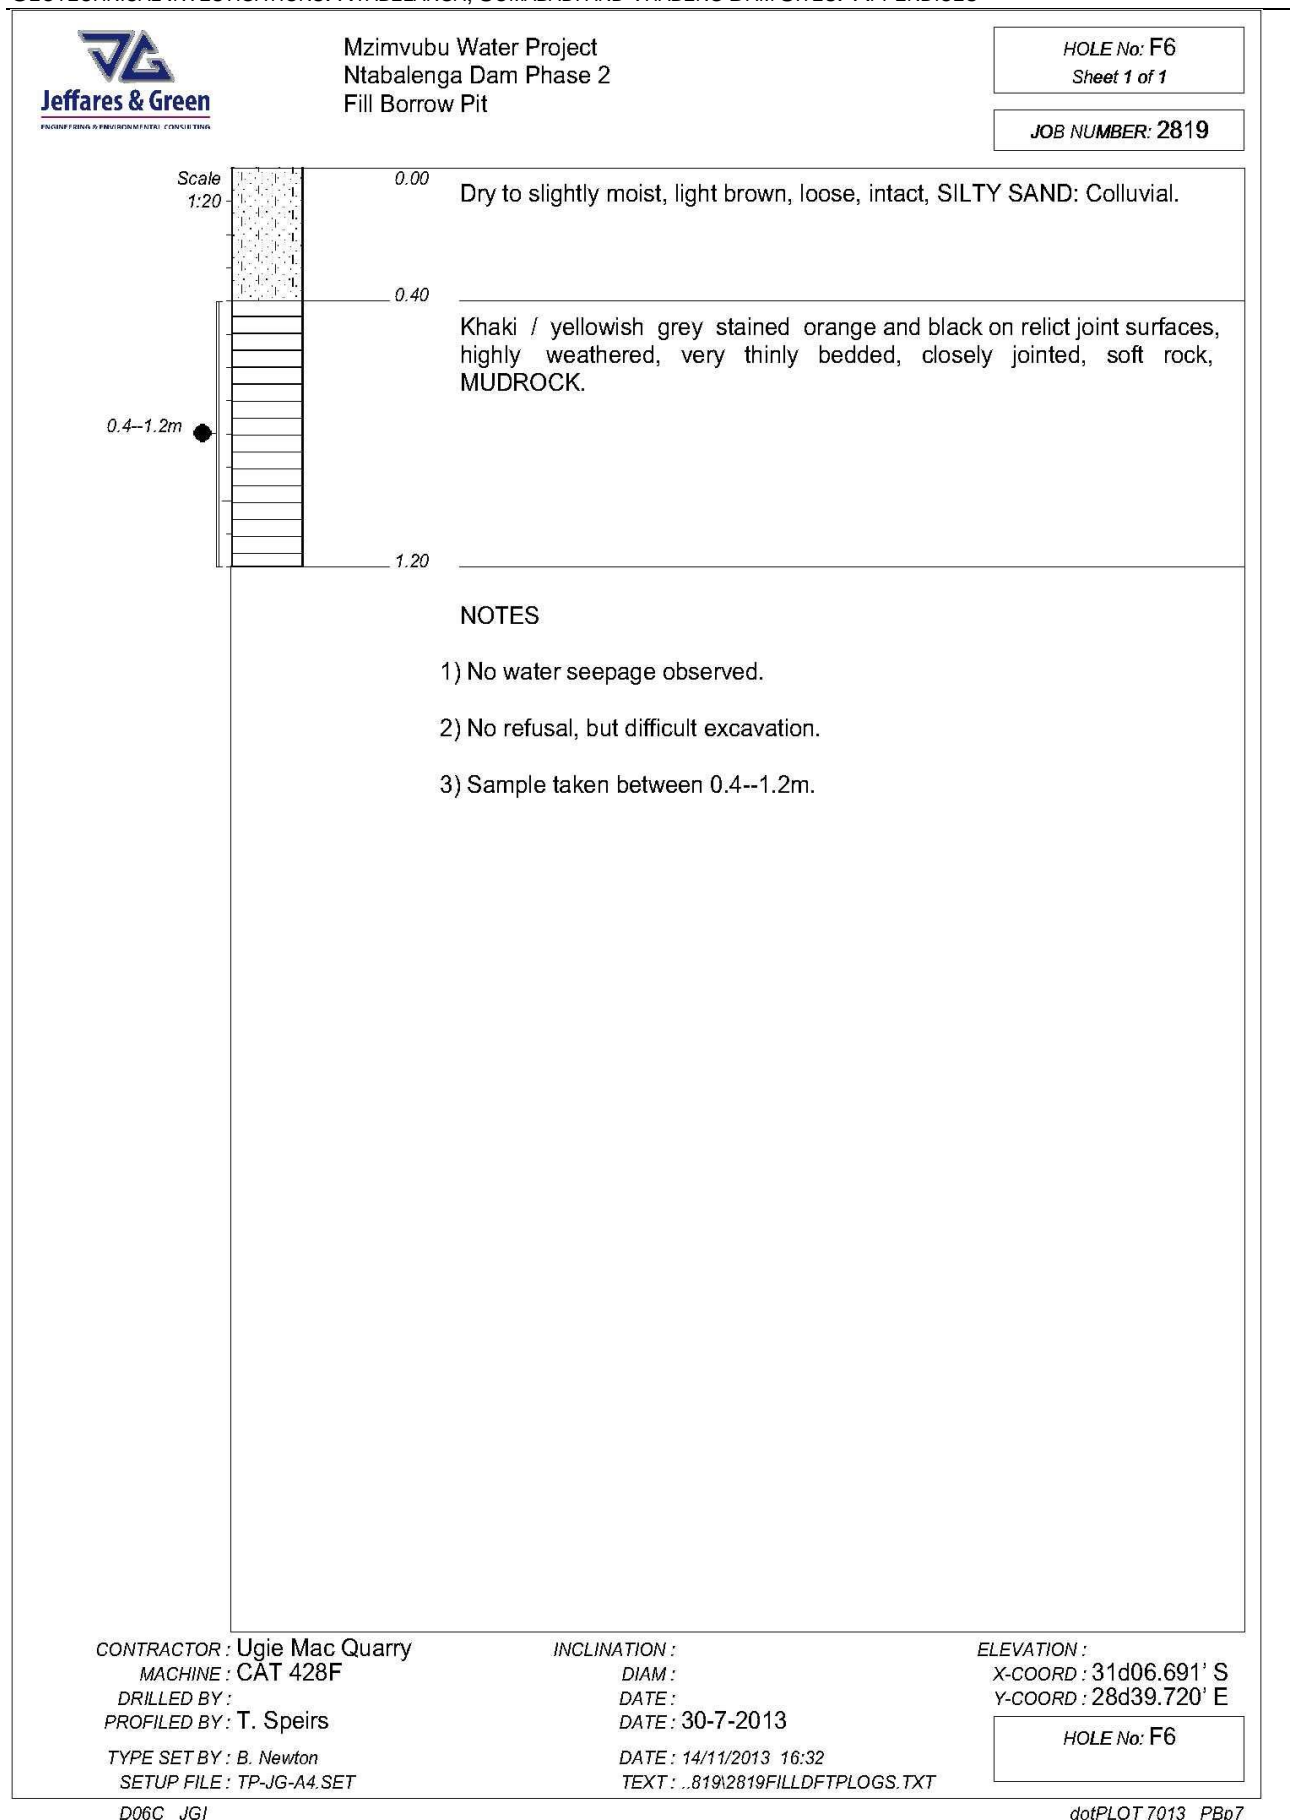 Jeffares & Green
ENGINEERING & ENVIRONMENTAL CONSULTING
Mzimvubu Water Project
Ntabalenga Dam Phase 2
Fill Borrow Pit
HOLE No: F6
Sheet 1 of 1
JOB NUMBER: 2819
Scale
1:20
0.00
Dry to slightly moist, light brown, loose, intact, SILTY SAND: Colluvial.
0.40
Khaki / yellowish grey stained orange and black on relict joint surfaces,
highly weathered, very thinly bedded, closely jointed, soft rock,
MUDROCK.
0.4--1.2m
1.20
NOTES
1) No water seepage observed.
2) No refusal, but difficult excavation.
3) Sample taken between 0.4--1.2m.
CONTRACTOR : Ugie Mac Quarry
MACHINE : CAT 428F
DRILLED BY :
PROFILED BY : T. Speirs
TYPE SET BY : B. Newton
SETUP FILE : TP-JG-A4.SET
INCLINATION :
DIAM :
DATE :
DATE : 30-7-2013
DATE : 14/11/2013 16:32
TEXT : ..819\2819FILLDFTPLOGS.TXT
ELEVATION :
X-COORD : 31d06.691' S
Y-COORD : 28d39.720' E
HOLE No: F6
D06C JGI
dotPLOT 7013 PBp7